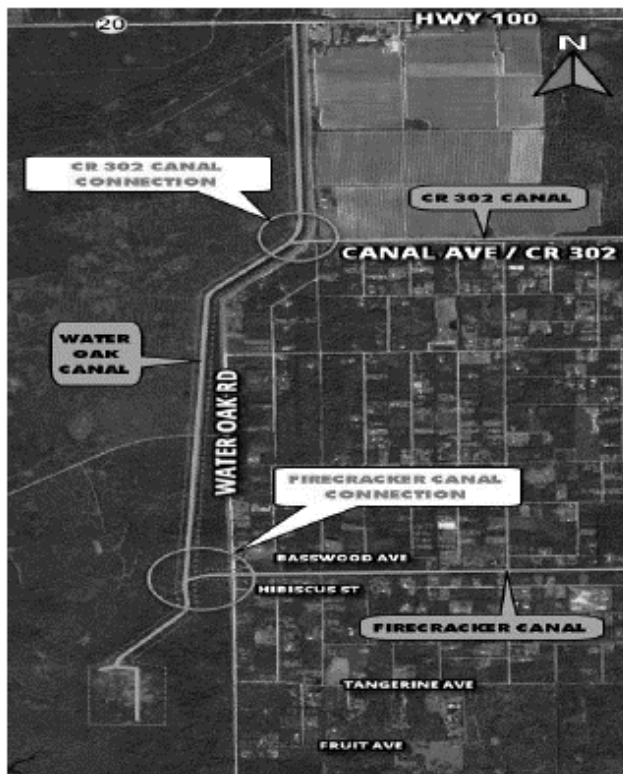 HWY 100
20
N
CR 302 CANAL
CONNECTION
CR 302 CANAL
CANAL AVE / CR 302
WATER
OAK
CANAL
WATER OAK RD
FIRECRACKER CANAL
CONNECTION
BASSWOOD AVE
HIBISCUS ST
FIRECRACKER CANAL
TANGERINE AVE
FRUIT AVE